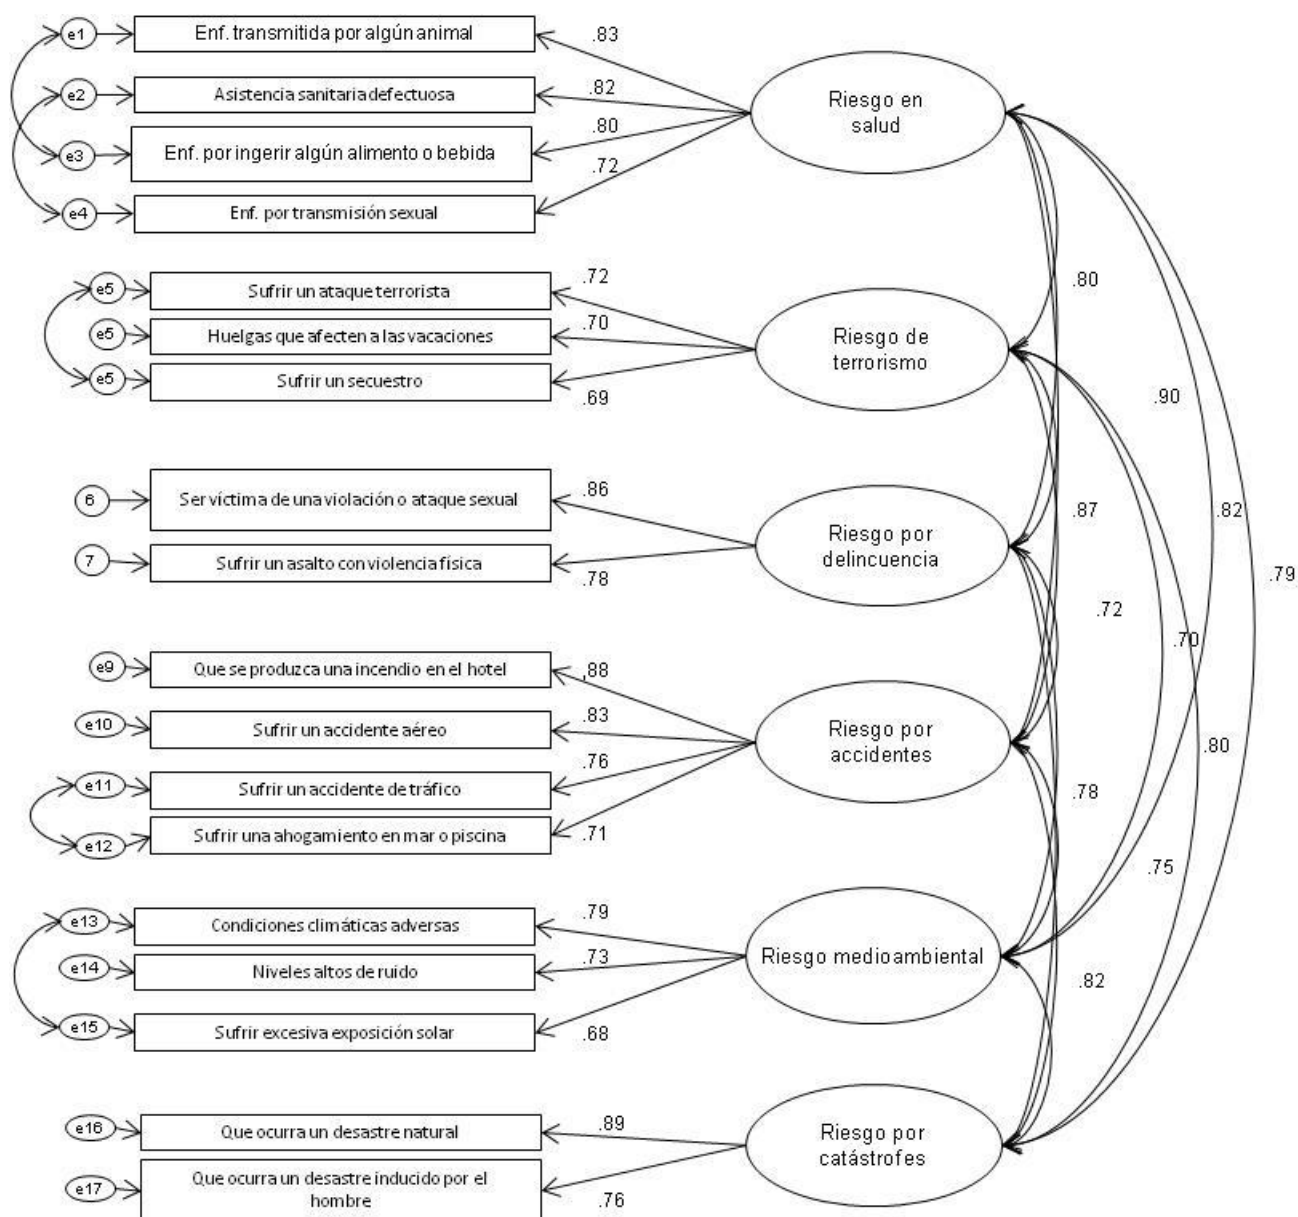 e1
Enf. transmitida por algún animal
.83
e2
Asistencia sanitaria defectuosa
.82
e3
Enf. por ingerir algún alimento o bebida
.80
e4
Enf. por transmisión sexual
.72
Riesgo en
salud
e5
Sufrir un ataque terrorista
.72
e5
Huelgas que afecten a las vacaciones
.70
e5
Sufrir un secuestro
.69
Riesgo de
terrorismo
6
Ser víctima de una violación o ataque sexual
.86
7
Sufrir un asalto con violencia física
.78
Riesgo por
delincuencia
e9
Que se produzca una incendio en el hotel
,88
e10
Sufrir un accidente aéreo
.83
e11
Sufrir un accidente de tráfico
.76
e12
Sufrir una ahogamiento en mar o piscina
.71
Riesgo por
accidentes
e13
Condiciones climáticas adversas
.79
e14
Niveles altos de ruido
.73
e15
Sufrir excesiva exposición solar
.68
Riesgo medioambiental
e16
Que ocurra un desastre natural
.89
e17
Que ocurra un desastre inducido por el
hombre
.76
Riesgo por
catástrofes
.80
.90
.87
.82
.79
.72
.70
.80
.78
.75
.82